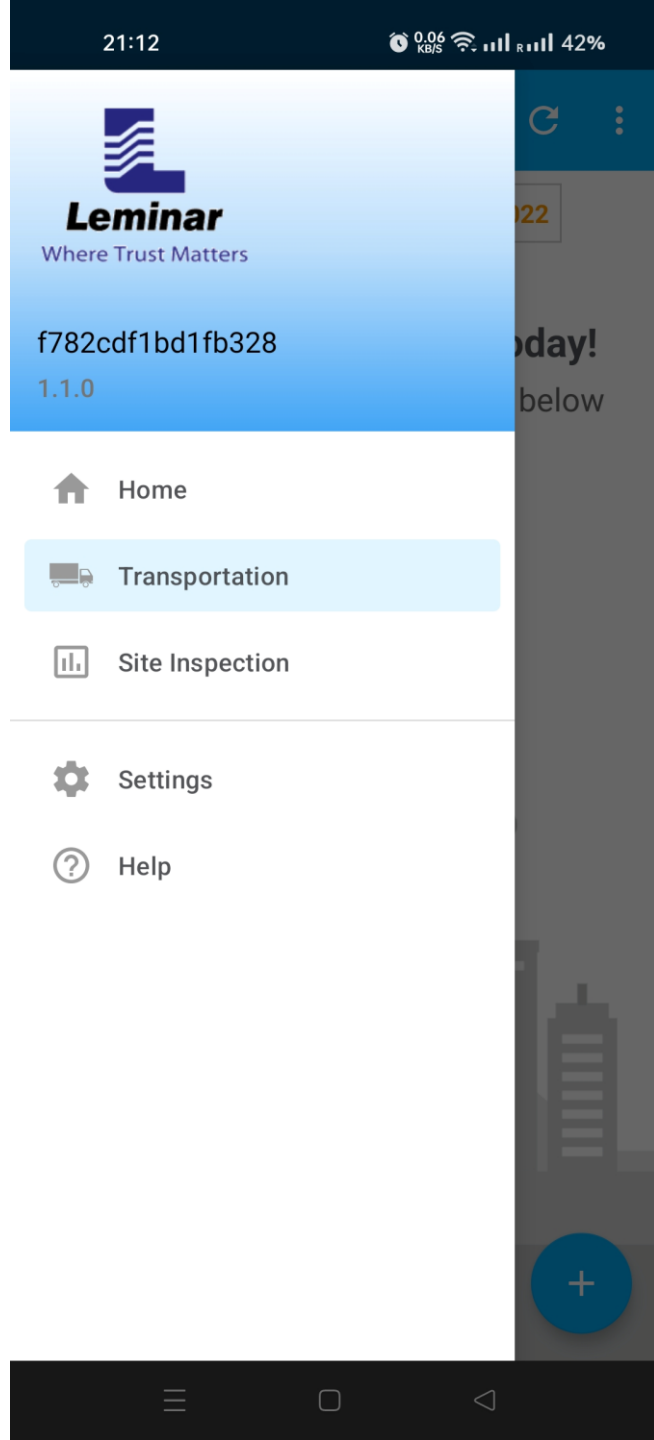 21:12
0.06
KB/S
R
42%
Leminar
Where Trust Matters
022
f782cdf1bd1fb328
oday!
1.1.0
below
Home
Transportation
Site Inspection
Settings
Help